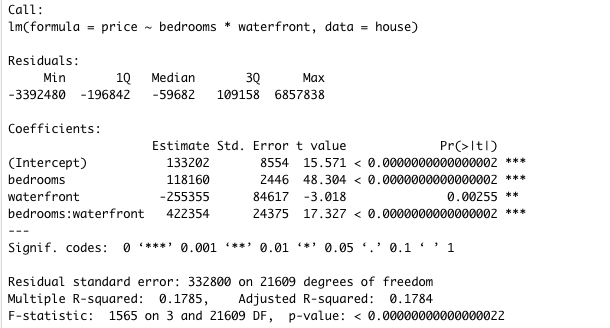 Call:
lm(formula = price ~ bedrooms * waterfront, data = house)
Residuals:
Min 1Q Median 3Q Max
-3392480 -196842 -59682 109158 6857838
Coefficients:
Estimate Std. Error t value Pr(>|t|)
(Intercept) 133202 8554 15.571 < 0.0000000000000002 ***
bedrooms 118160 2446 48.304 < 0.0000000000000002 ***
waterfront -255355 84617 -3.018 0.00255 **
bedrooms:waterfront 422354 24375 17.327 < 0.0000000000000002 ***
---
Signif. codes: 0 ‘***’ 0.001 ‘**’ 0.01 ‘*’ 0.05 ‘.’ 0.1 ‘ ’ 1
Residual standard error: 332800 on 21609 degrees of freedom
Multiple R-squared: 0.1785, Adjusted R-squared: 0.1784
F-statistic: 1565 on 3 and 21609 DF, p-value: < 0.00000000000000022